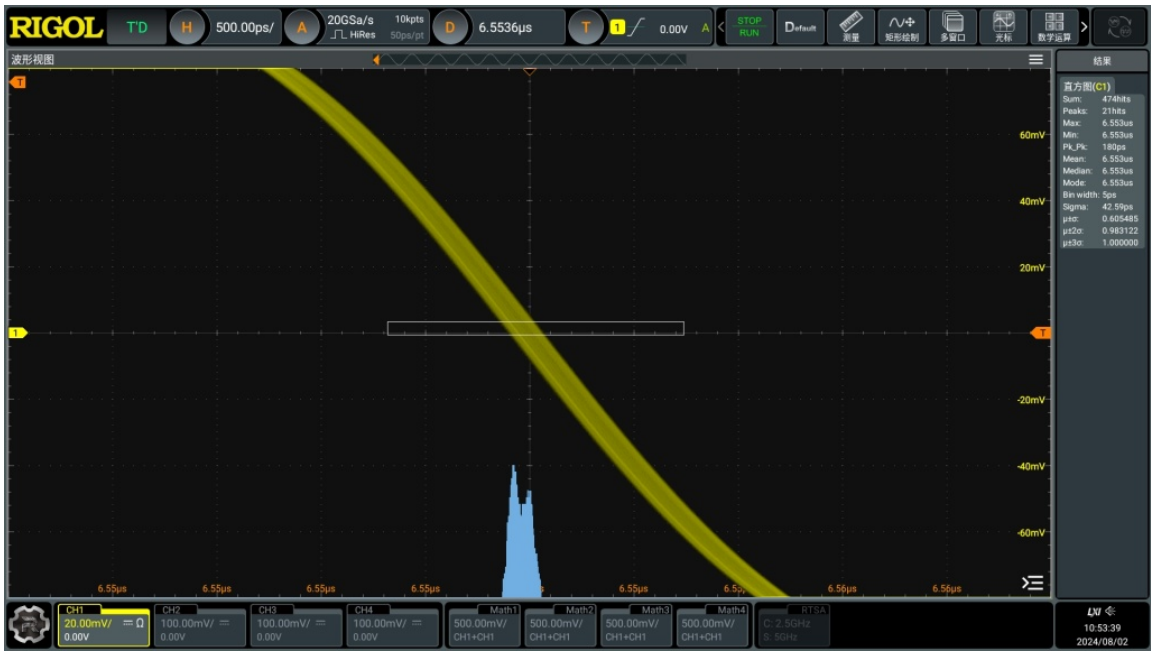 RIGOL
T'D
H 500.00ps/
A 20GSa/s 10kpts
HiRes 50ps/pt
D 6.5536μs
T 1 0.00V A
STOP
RUN
Default
测量
矩形绘制
多窗口
光标
数学运算
波形视图
T
结果
直方图(C1)
Sum: 474hits
Peaks: 21hits
Max: 6.553us
Min: 6.553us
Pk_Pk: 180ps
Mean: 6.553us
Median: 6.553us
Mode: 6.553us
Bin width: 5ps
Sigma: 42.59ps
μ±σ: 0.605485
μ±2σ: 0.983122
μ±3σ: 1.000000
60mV
40mV
20mV
1
T
-20mV
-40mV
-60mV
6.55μs 6.55μs 6.55μs 6.55μs 6.55μs 6.56μs 6.56μs
CH1
20.00mV/ Ω
0.00V
CH2
100.00mV/
0.00V
CH3
100.00mV/
0.00V
CH4
100.00mV/
0.00V
Math1
500.00mV/
CH1+CH1
Math2
500.00mV/
CH1+CH1
Math3
500.00mV/
CH1+CH1
Math4
500.00mV/
CH1+CH1
RTSA
C: 2.5GHz
S: 5GHz
LXI
10:53:39
2024/08/02